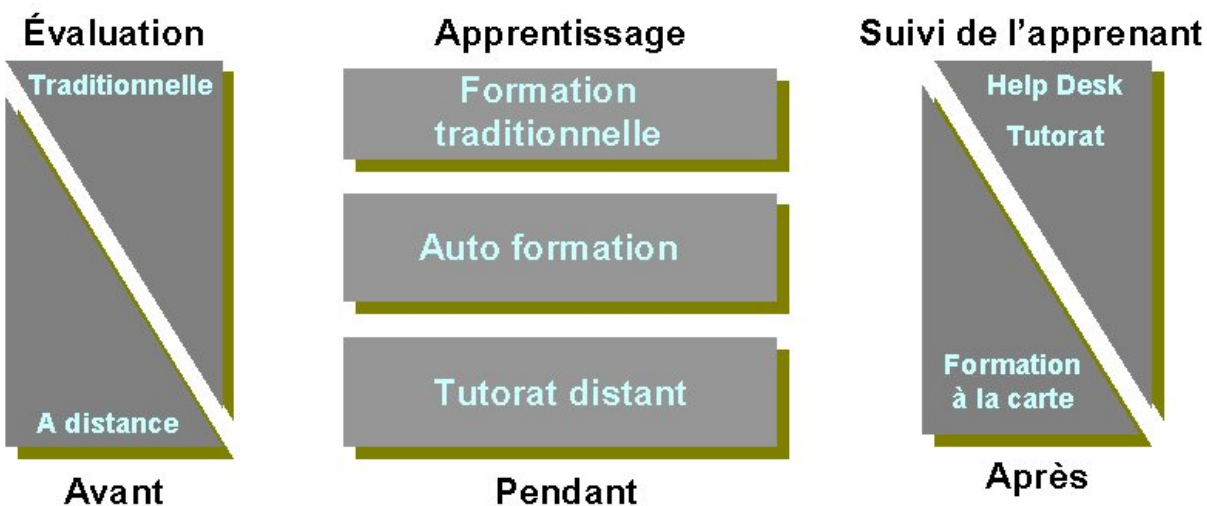 Évaluation
Traditionnelle
A distance
Avant
Apprentissage
Formation
traditionnelle
Auto formation
Tutorat distant
Pendant
Suivi de l'apprenant
Help Desk
Tutorat
Formation
à la carte
Après